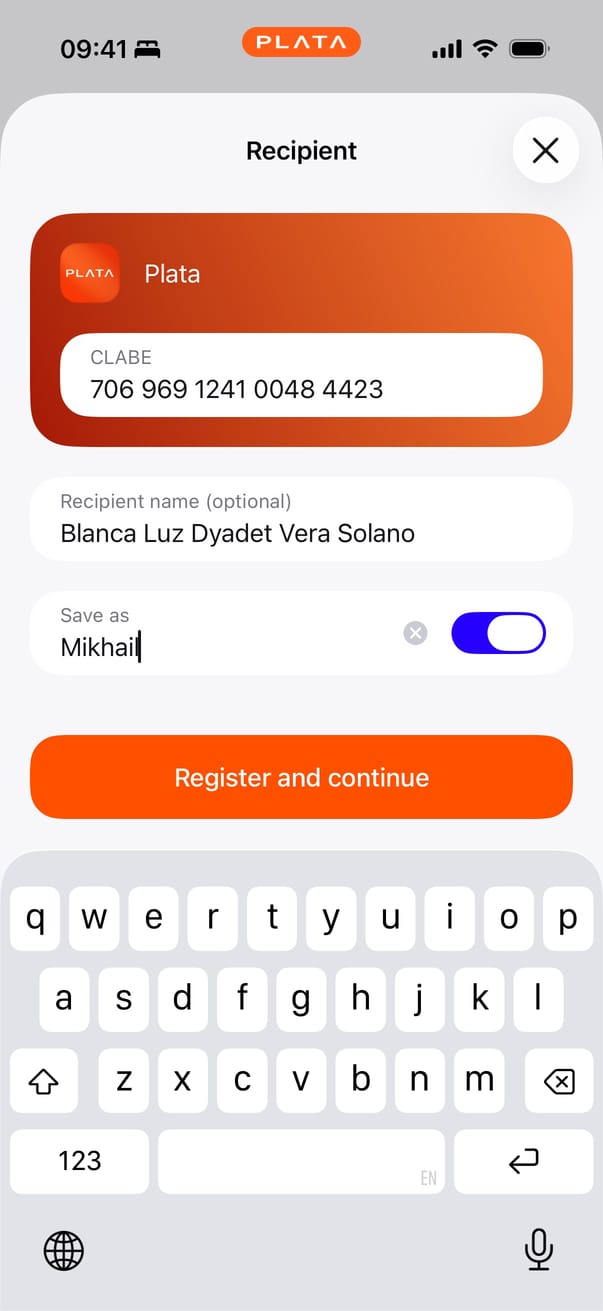 09:41
PLATA
Recipient
PLATA
Plata
CLABE
706 969 1241 0048 4423
Recipient name (optional)
Blanca Luz Dyadet Vera Solano
Save as
Mikhail
Register and continue
q w e r t y u i o p
a s d f g h j k l
z x c v b n m
123
EN